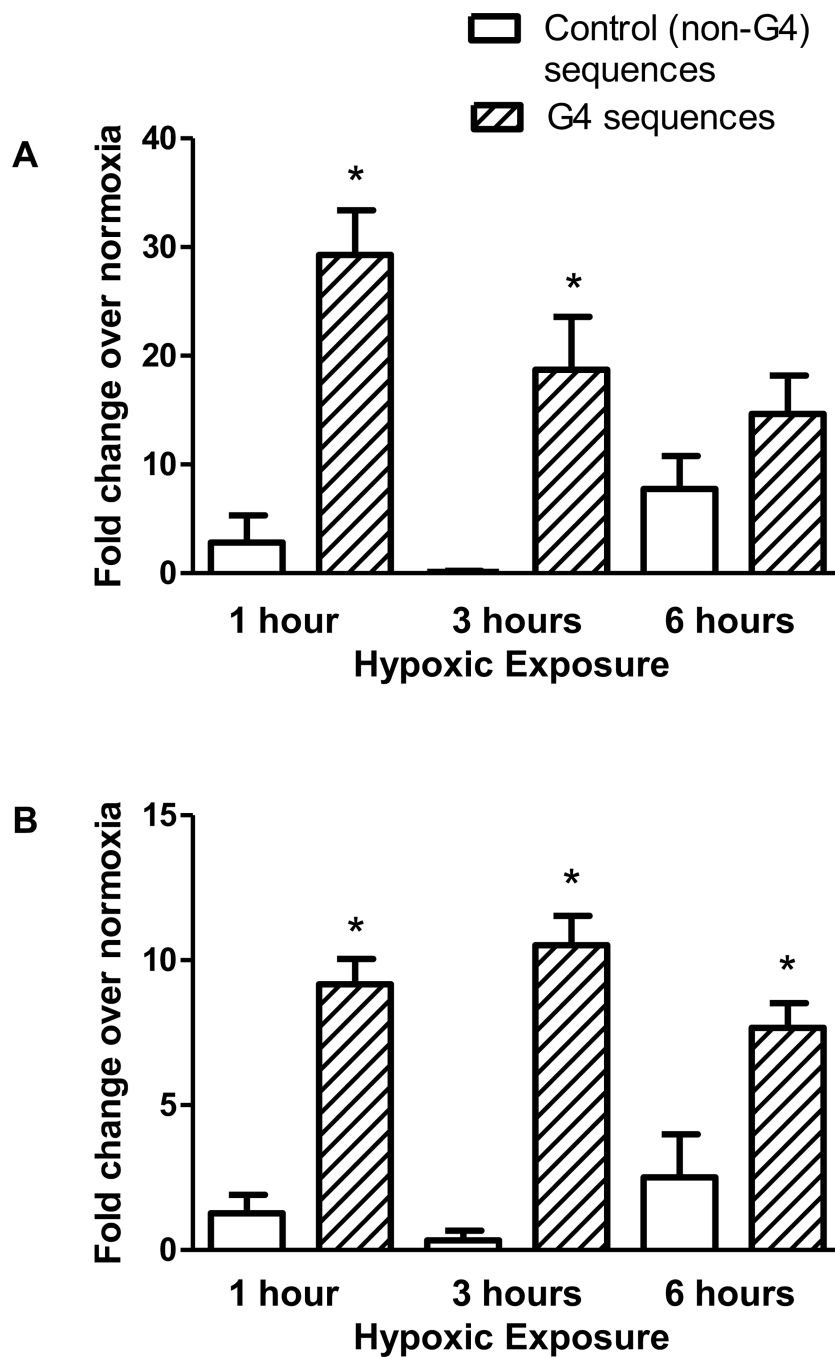 Control (non-G4)
sequences
G4 sequences
A
Fold change over normoxia
40
30
20
10
0
*
*
1 hour
3 hours
6 hours
Hypoxic Exposure
B
Fold change over normoxia
15
10
5
0
*
*
*
1 hour
3 hours
6 hours
Hypoxic Exposure